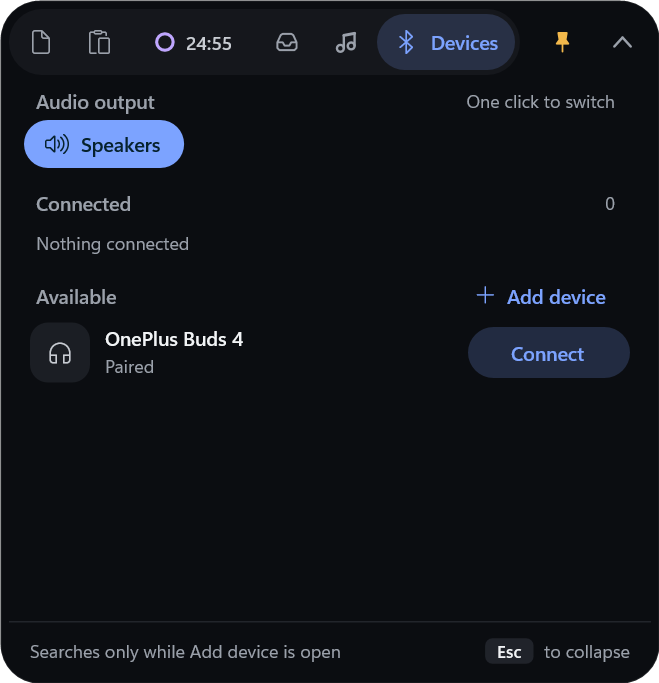 24:55
Devices
Audio output
One click to switch
Speakers
Connected
0
Nothing connected
Available
Add device
OnePlus Buds 4
Paired
Connect
Searches only while Add device is open
Esc to collapse